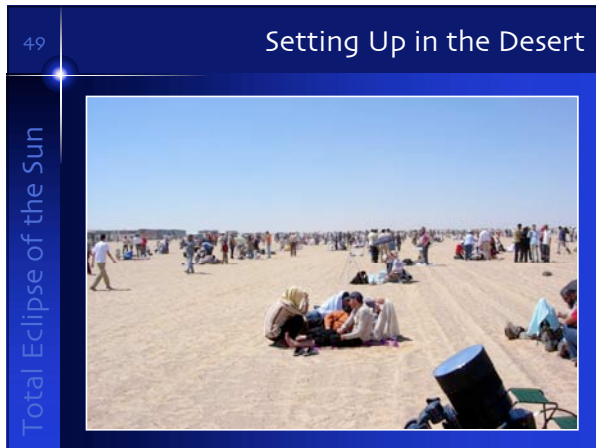 49
Setting Up in the Desert
Total Eclipse of the Sun